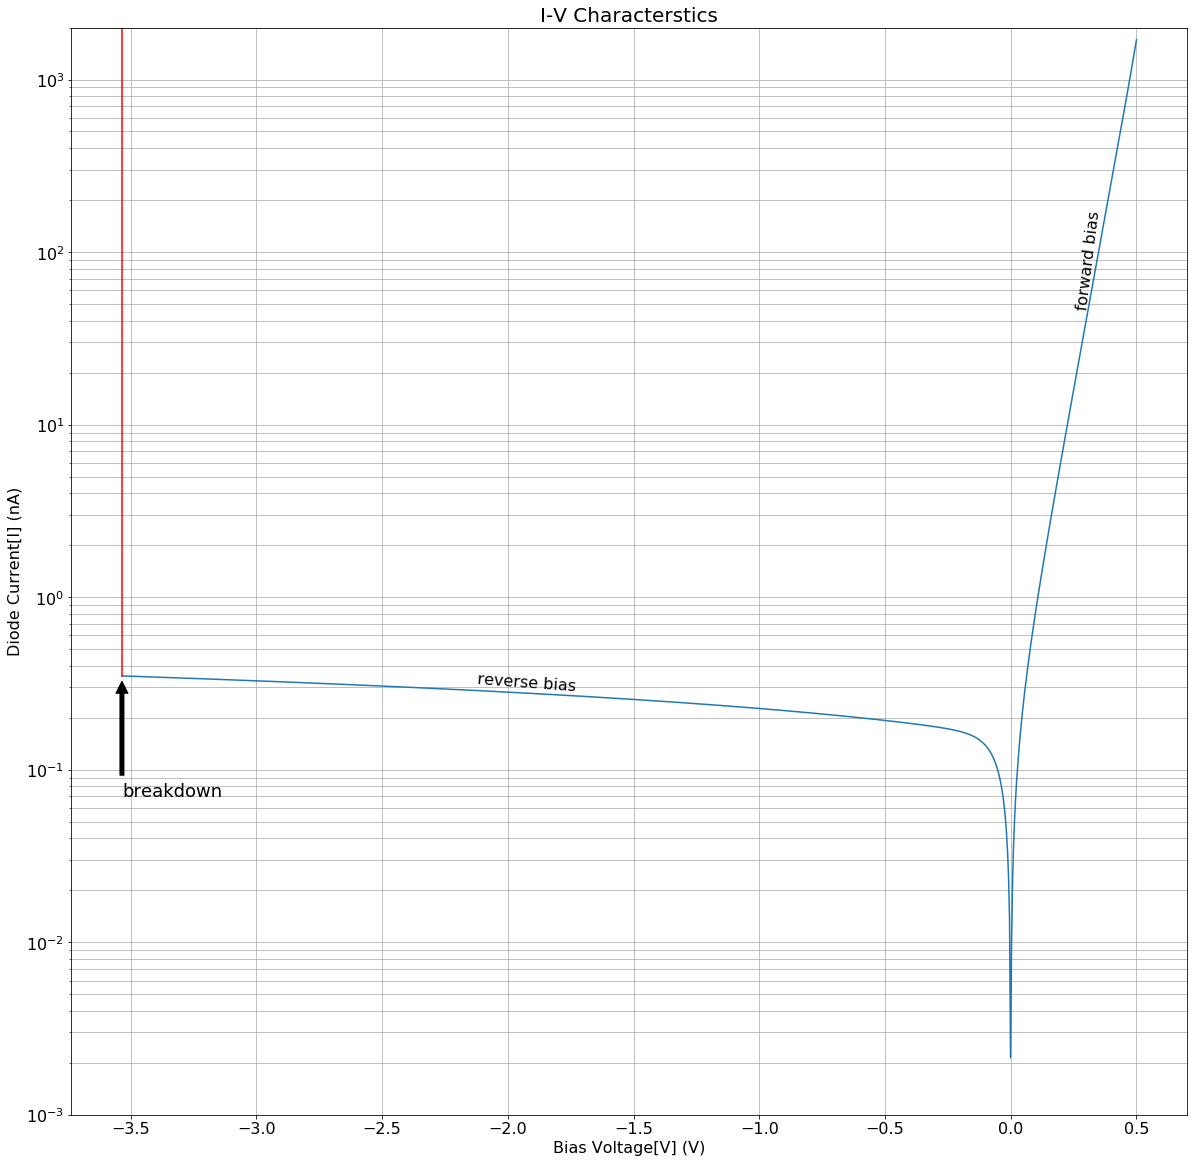 I-V Characterstics
10³
10²
10¹
10⁰
10⁻¹
10⁻²
10⁻³
Diode Current[I] (nA)
forward bias
reverse bias
breakdown
−3.5 −3.0 −2.5 −2.0 −1.5 −1.0 −0.5 0.0 0.5
Bias Voltage[V] (V)